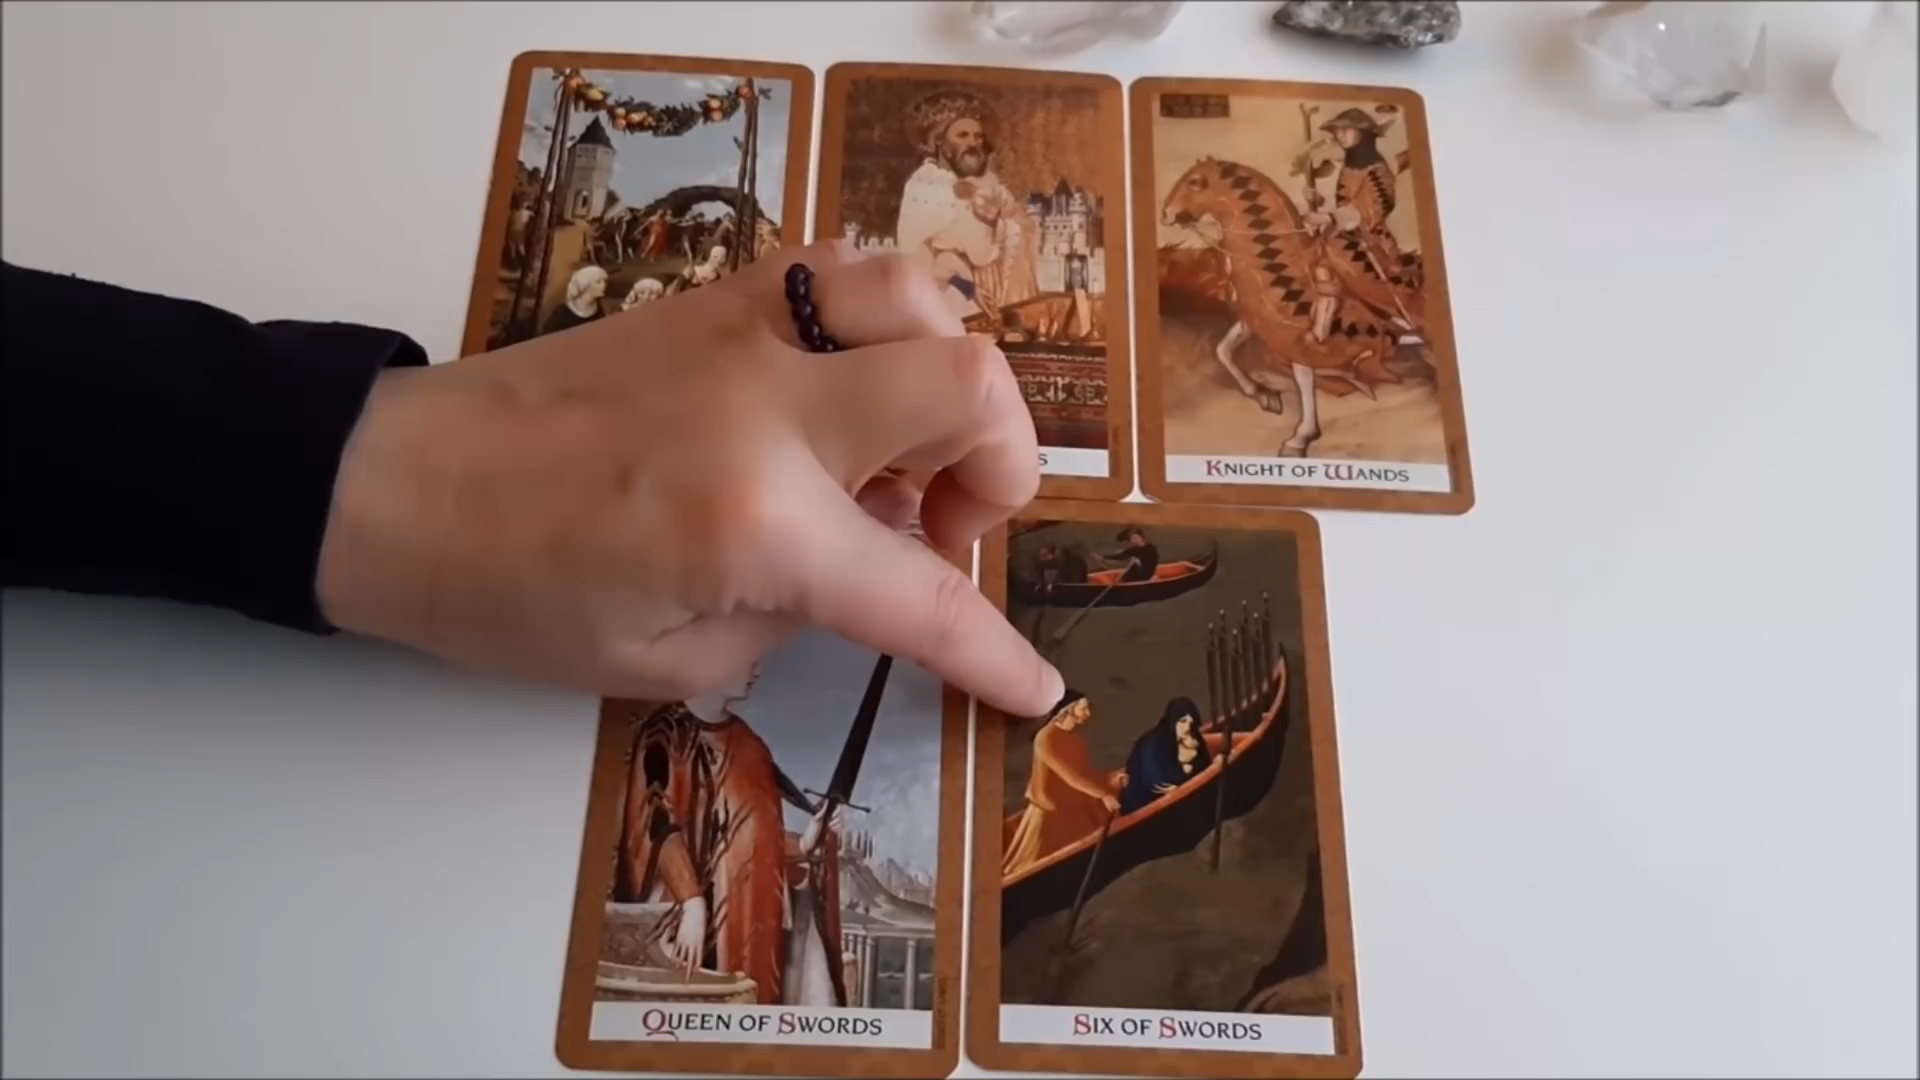 S
KNIGHT OF WANDS
QUEEN OF SWORDS
SIX OF SWORDS